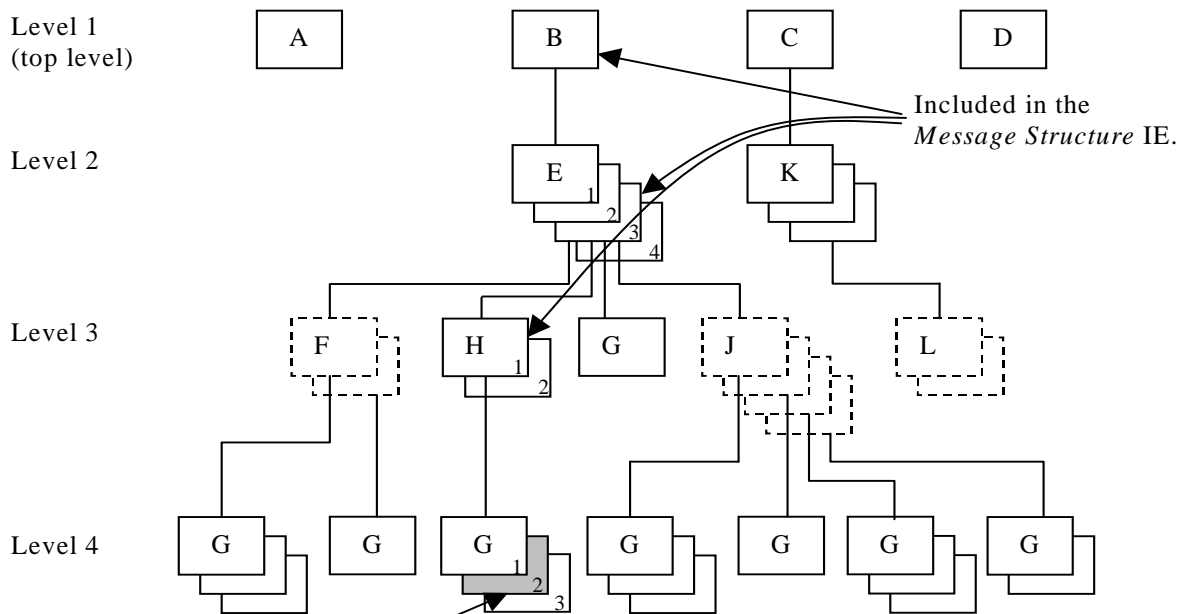 Level 1
(top level)
A
B
C
D
Included in the
Message Structure IE.
Level 2
E
1
2
3
4
K
Level 3
F
H
1
2
G
J
L
Level 4
G
G
G
1
2
3
G
G
G
G